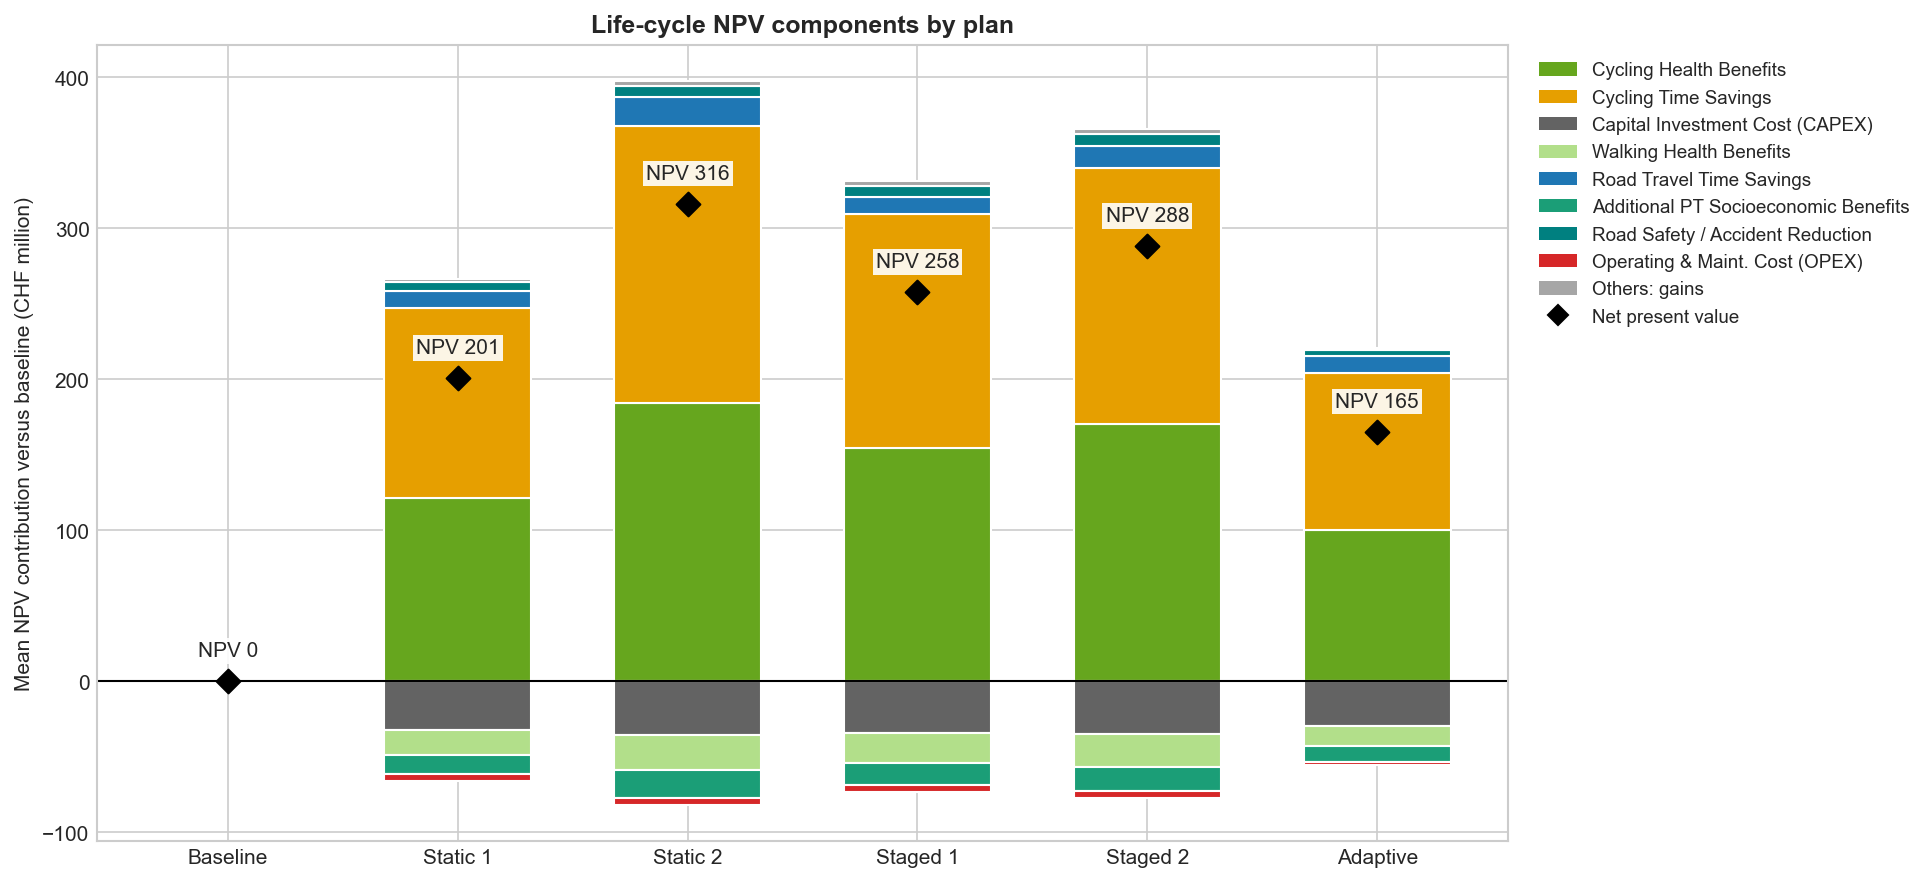 Life-cycle NPV components by plan
Mean NPV contribution versus baseline (CHF million)
400
300
200
100
0
−100
NPV 0
NPV 201
NPV 316
NPV 258
NPV 288
NPV 165
Baseline
Static 1
Static 2
Staged 1
Staged 2
Adaptive
Cycling Health Benefits
Cycling Time Savings
Capital Investment Cost (CAPEX)
Walking Health Benefits
Road Travel Time Savings
Additional PT Socioeconomic Benefits
Road Safety / Accident Reduction
Operating & Maint. Cost (OPEX)
Others: gains
Net present value